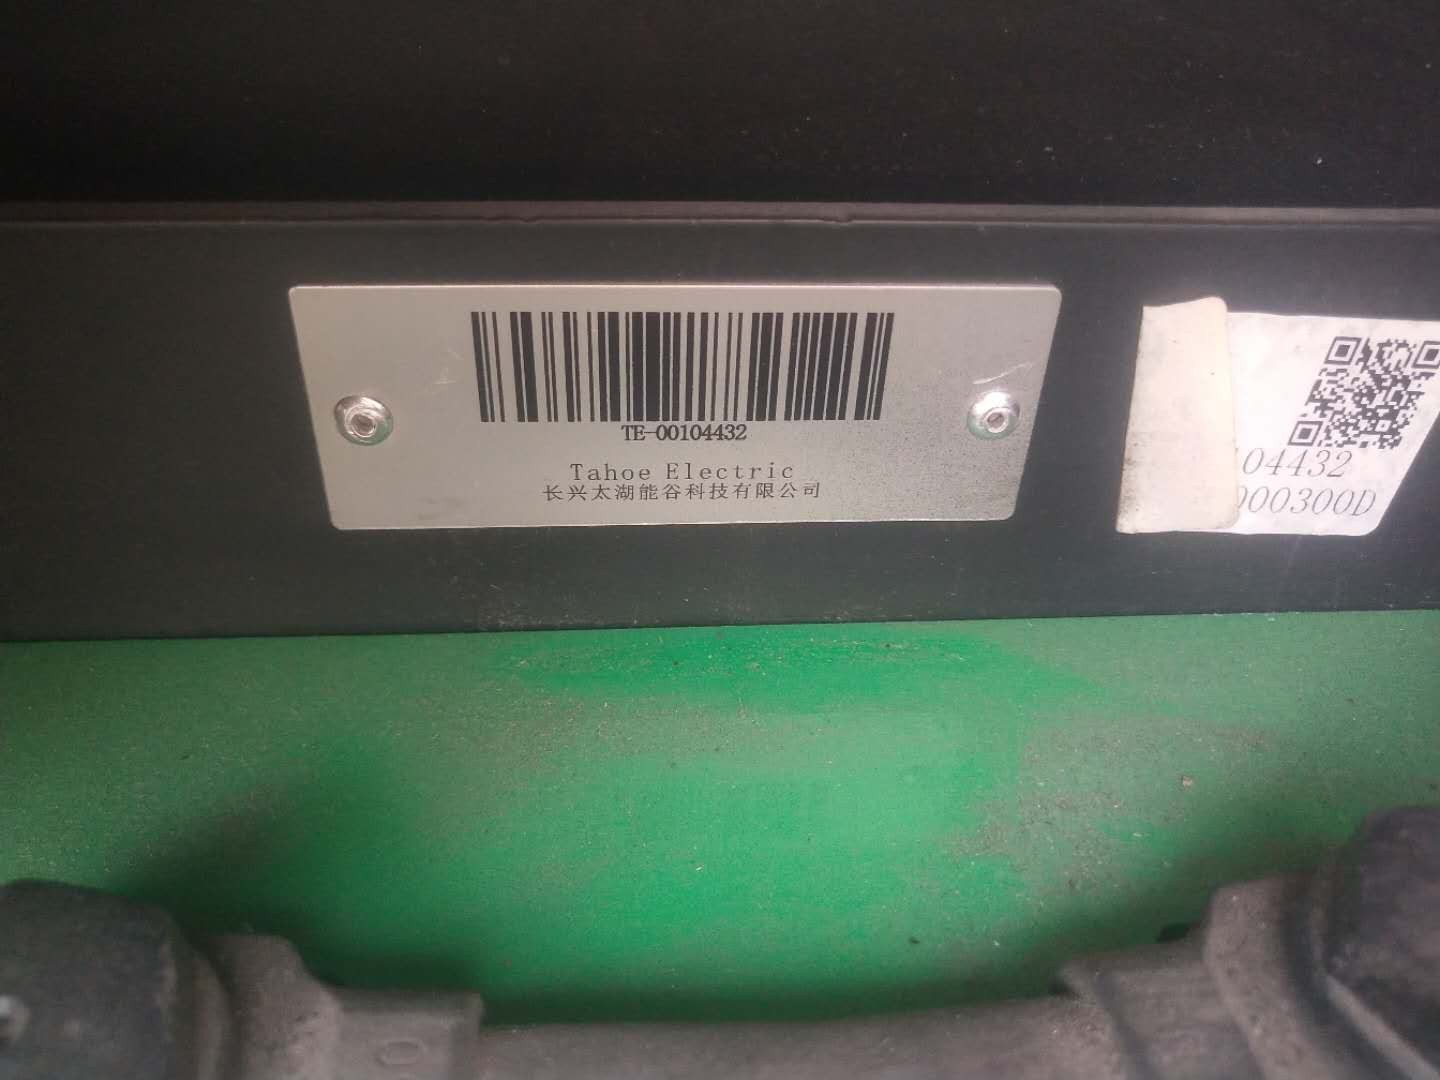 TE-00104432
Tahoe Electric
长兴太湖能谷科技有限公司
04432
000300D